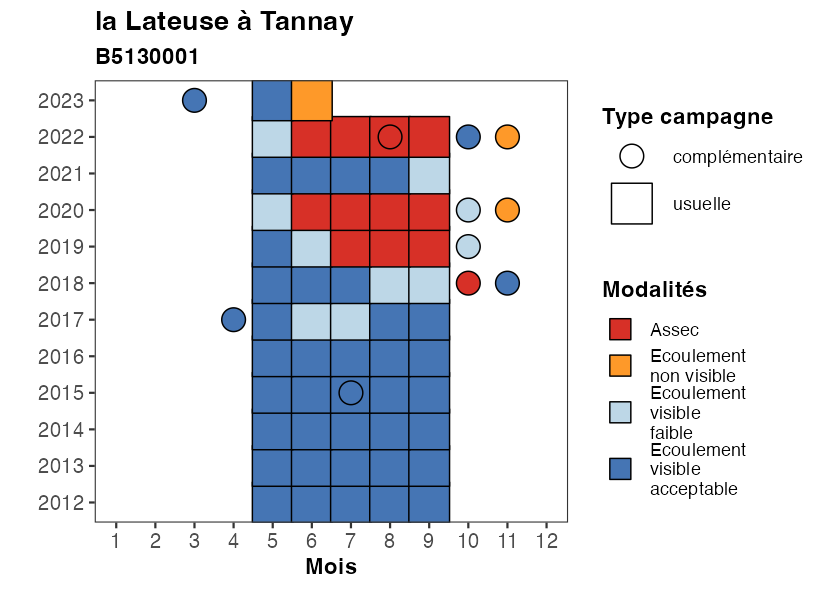 la Lateuse à Tannay
B5130001
2023
2022
2021
2020
2019
2018
2017
2016
2015
2014
2013
2012
1 2 3 4 5 6 7 8 9 10 11 12
Mois
Type campagne
complémentaire
usuelle
Modalités
Assec
Ecoulement
non visible
Ecoulement
visible
faible
Ecoulement
visible
acceptable